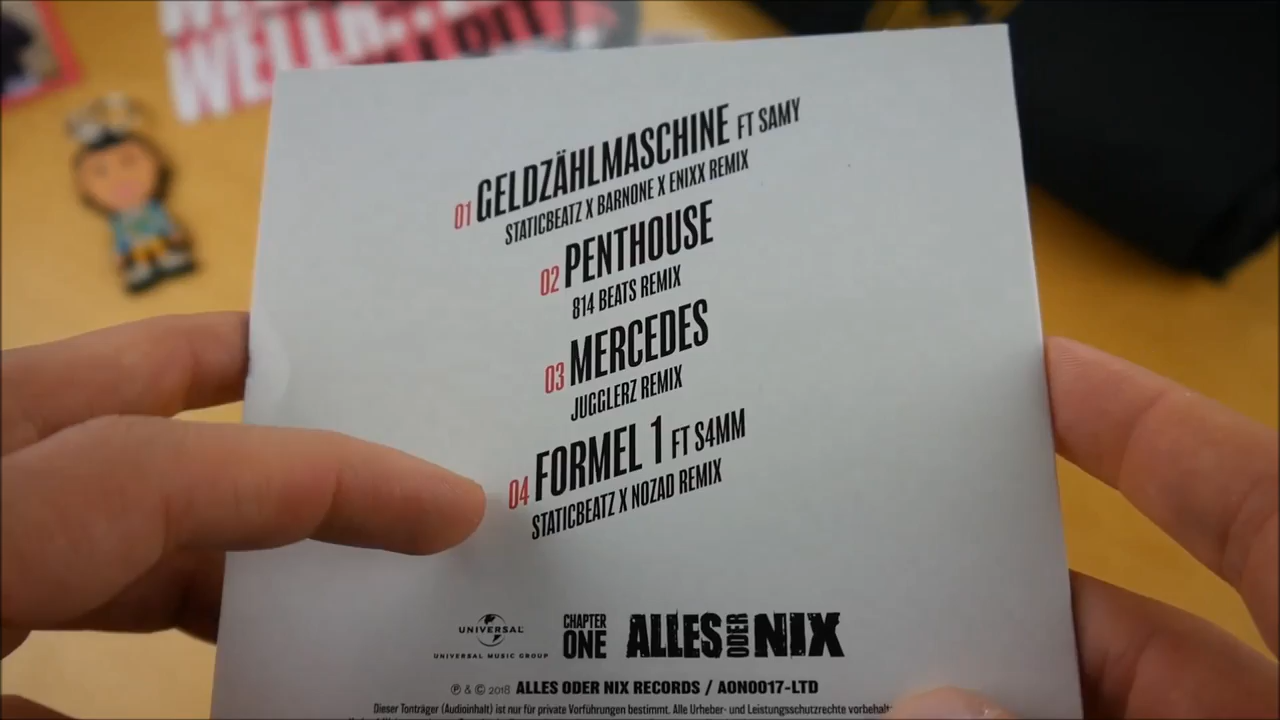 WELLR
01 GELDZÄHLMASCHINE FT SAMY
STATICBEATZ X BARNONE X ENIXX REMIX
02 PENTHOUSE
814 BEATS REMIX
03 MERCEDES
JUGGLERZ REMIX
04 FORMEL 1 FT S4MM
STATICBEATZ X NOZAD REMIX
UNIVERSAL
UNIVERSAL MUSIC GROUP
CHAPTER
ONE
ALLES ODER NIX
℗ & © 2018 ALLES ODER NIX RECORDS / AON0017-LTD
Dieser Tonträger (Audioinhalt) ist nur für private Vorführungen bestimmt. Alle Urheber- und Leistungsschutzrechte vorbehalt